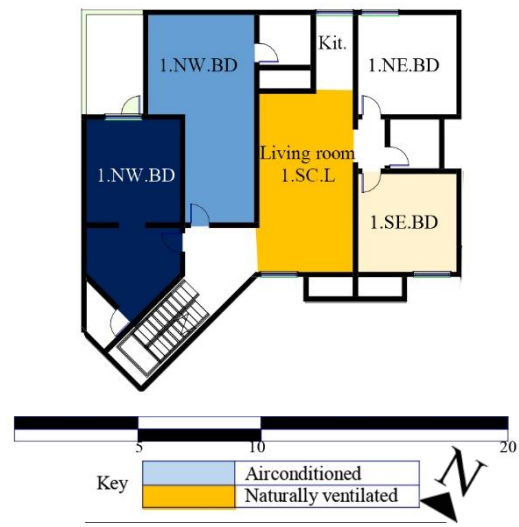 Kit.
1.NW.BD
1.NE.BD
Living room
1.SC.L
1.NW.BD
1.SE.BD
5
10
20
Key
Airconditioned
Naturally ventilated
N